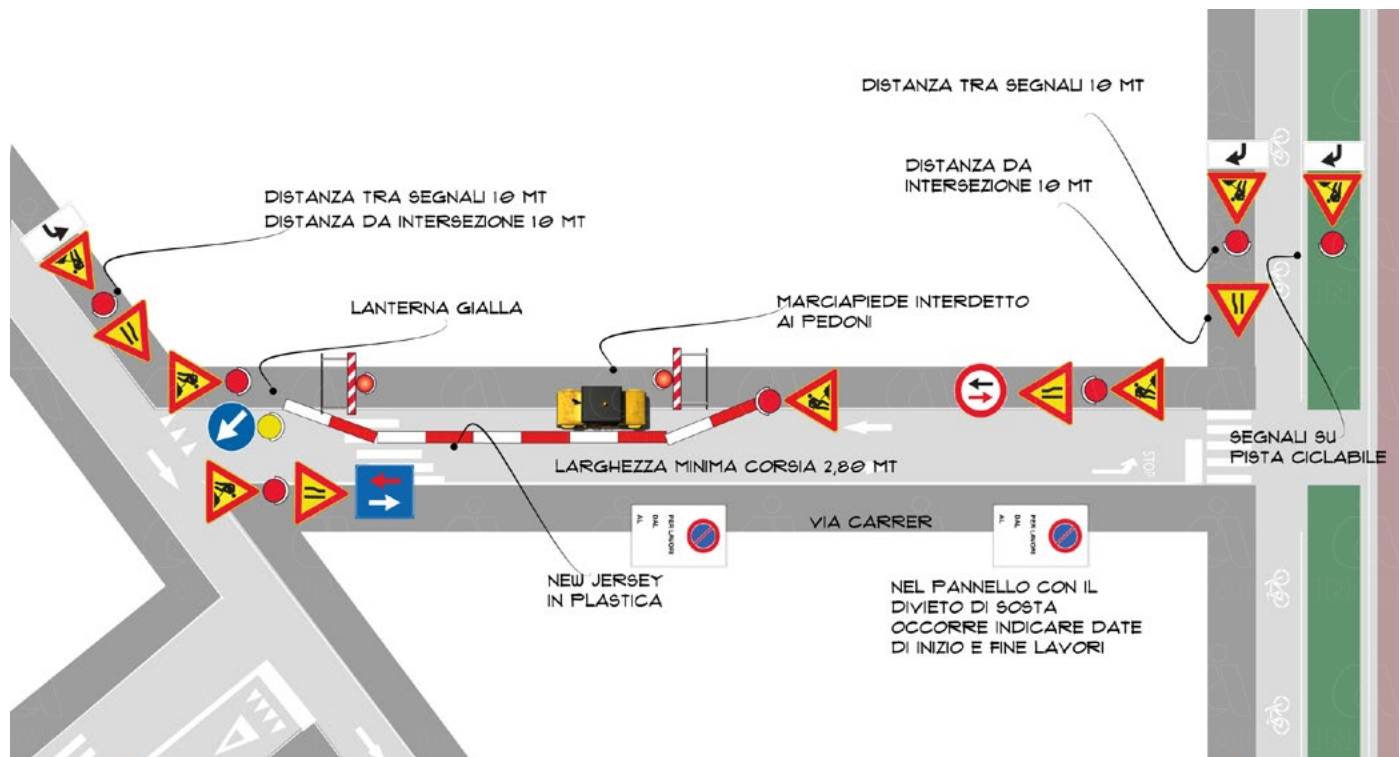 DISTANZA TRA SEGNALI 10 MT
DISTANZA DA
INTERSEZIONE 10 MT
DISTANZA TRA SEGNALI 10 MT
DISTANZA DA INTERSEZIONE 10 MT
LANTERNA GIALLA
MARCIAPIEDE INTERDETTO
AI PEDONI
SEGNALI SU
PISTA CICLABILE
LARGHEZZA MINIMA CORSIA 2,80 MT
STOP
VIA CARRER
PER LAVORI
DAL
AL
PER LAVORI
DAL
AL
NEW JERSEY
IN PLASTICA
NEL PANNELLO CON IL
DIVIETO DI SOSTA
OCCORRE INDICARE DATE
DI INIZIO E FINE LAVORI